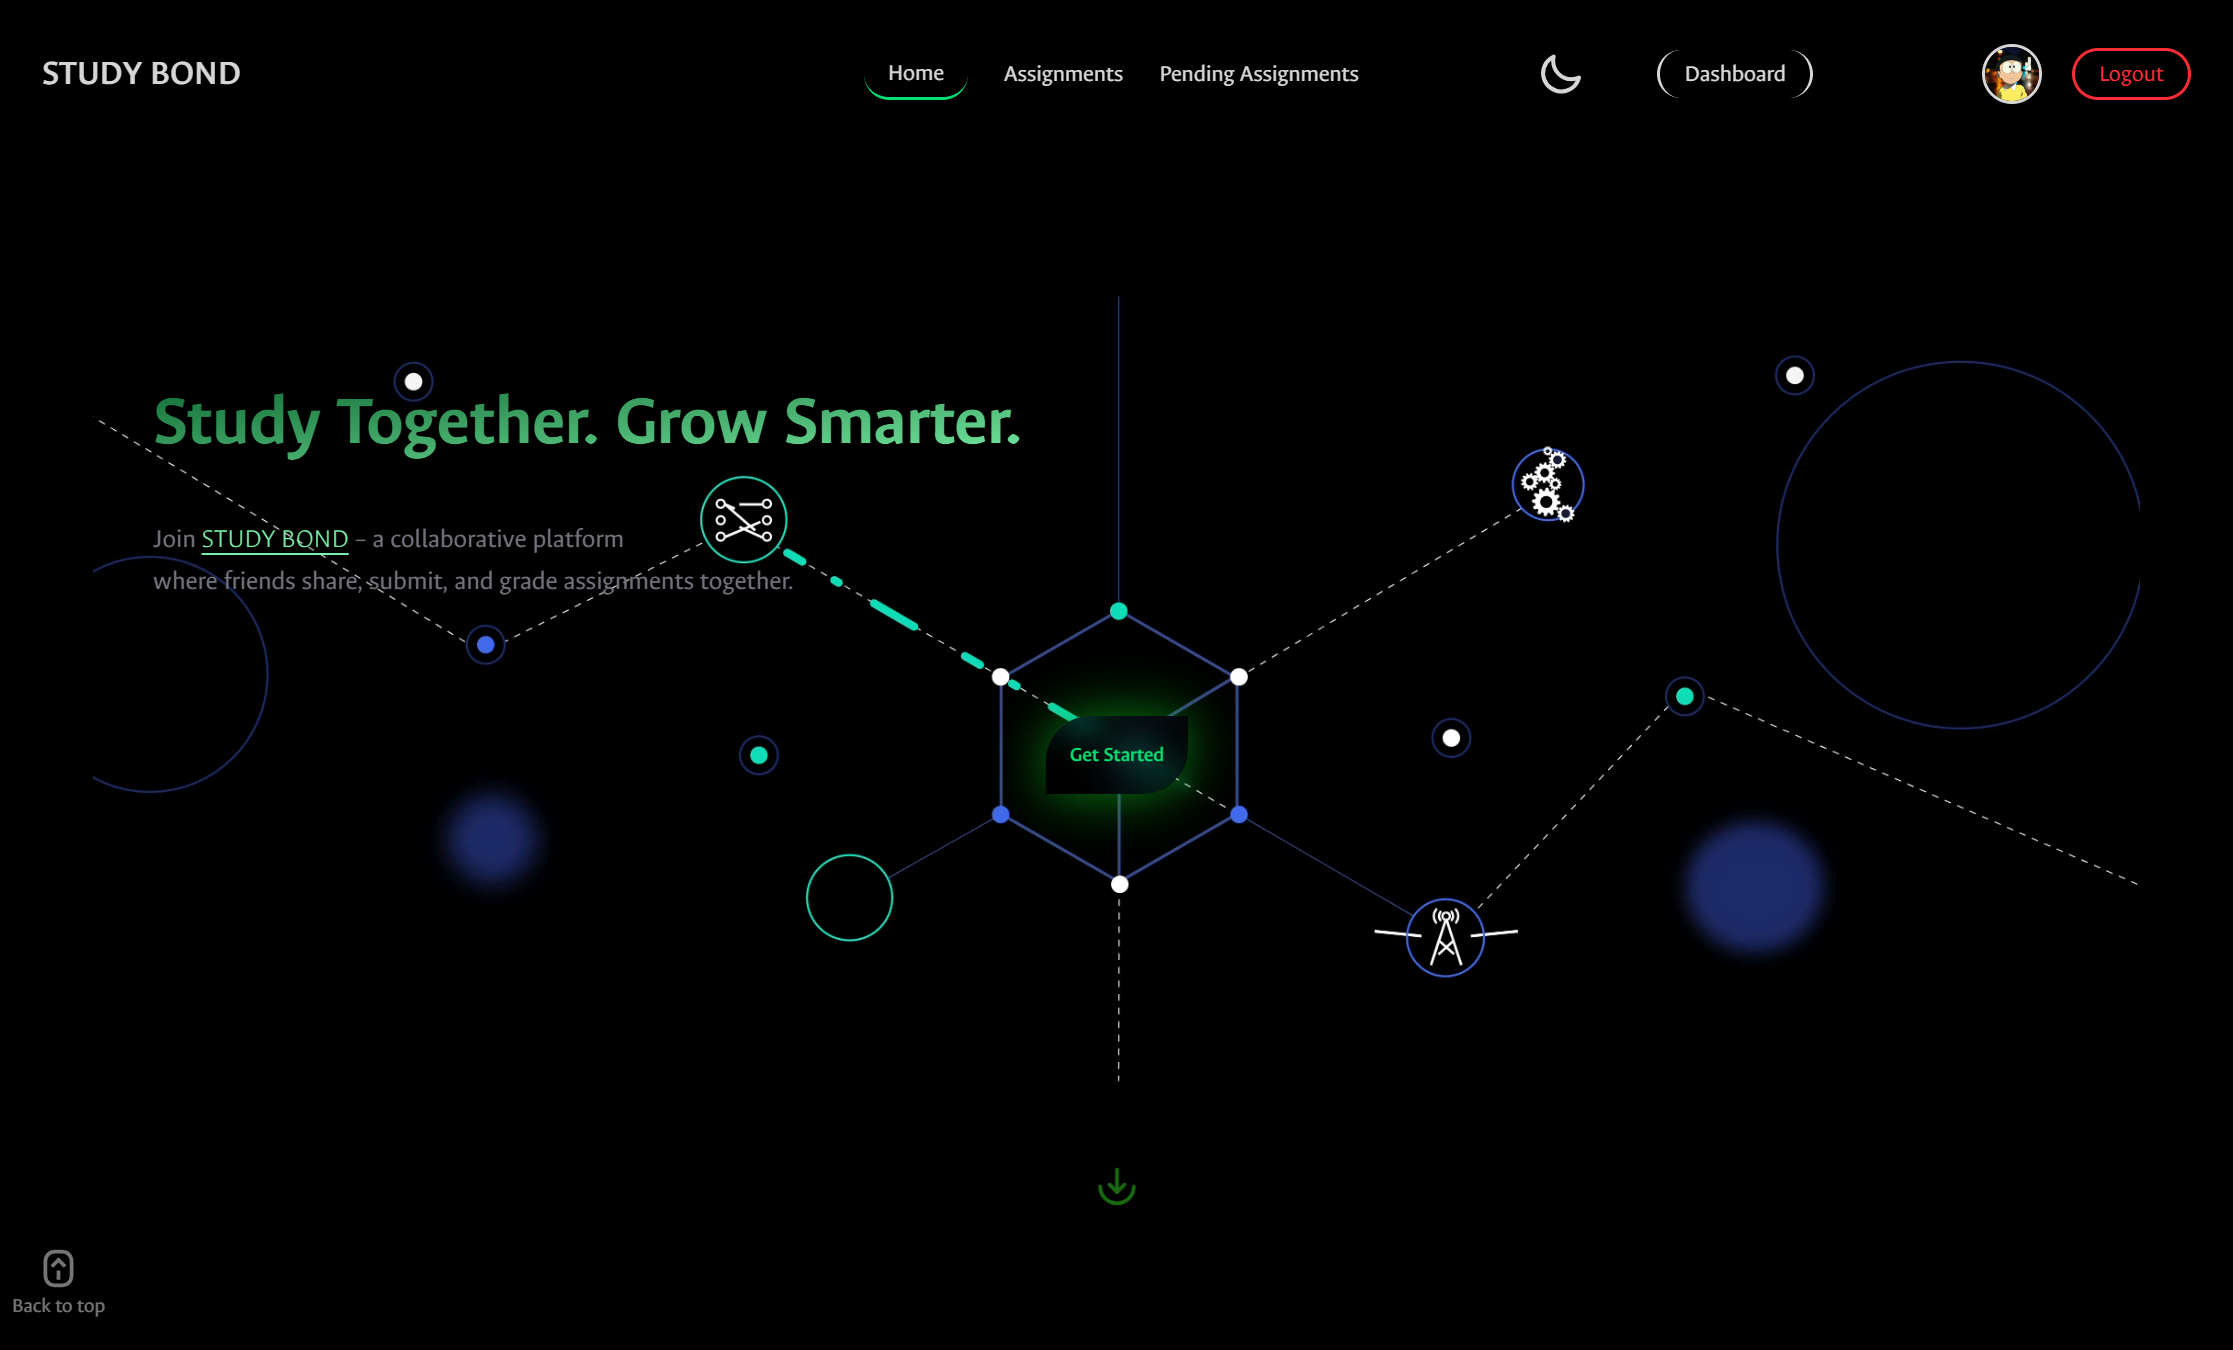 STUDY BOND
Home
Assignments
Pending Assignments
Dashboard
Logout
Study Together. Grow Smarter.
Join STUDY BOND – a collaborative platform
where friends share, submit, and grade assignments together.
Get Started
Back to top